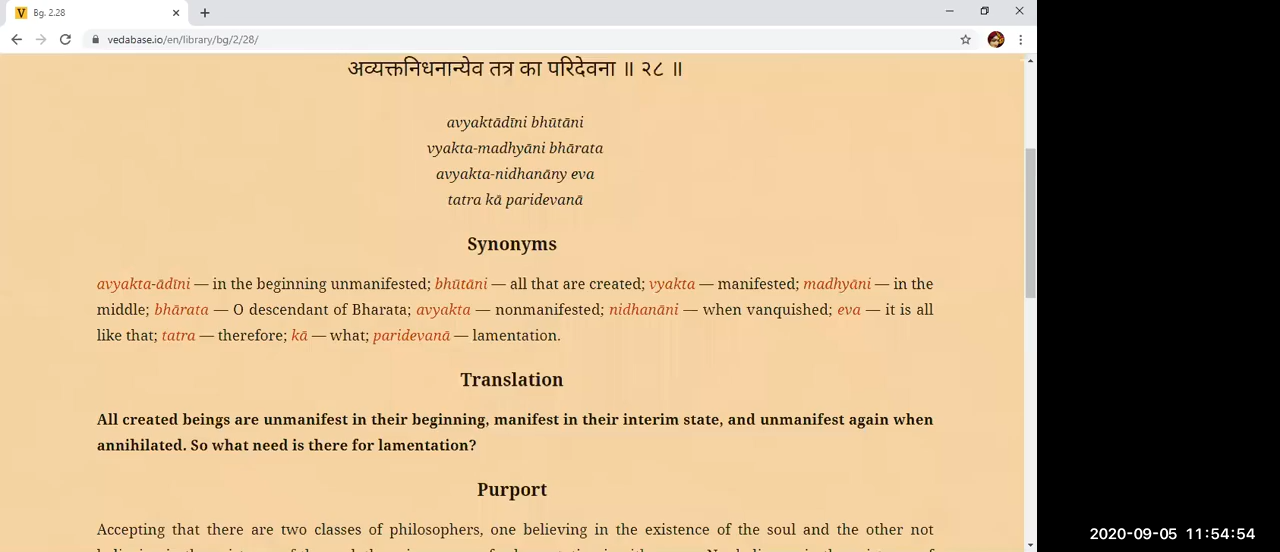 Bg. 2.28
vedabase.io/en/library/bg/2/28/
अव्यक्तनिधनान्येव तत्र का परिदेवना ॥ २८ ॥
avyaktādīni bhūtāni
vyakta-madhyāni bhārata
avyakta-nidhanāny eva
tatra kā paridevanā
Synonyms
avyakta-ādīni — in the beginning unmanifested; bhūtāni — all that are created; vyakta — manifested; madhyāni — in the
middle; bhārata — O descendant of Bharata; avyakta — nonmanifested; nidhanāni — when vanquished; eva — it is all
like that; tatra — therefore; kā — what; paridevanā — lamentation.
Translation
All created beings are unmanifest in their beginning, manifest in their interim state, and unmanifest again when
annihilated. So what need is there for lamentation?
Purport
Accepting that there are two classes of philosophers, one believing in the existence of the soul and the other not
2020-09-05 11:54:54